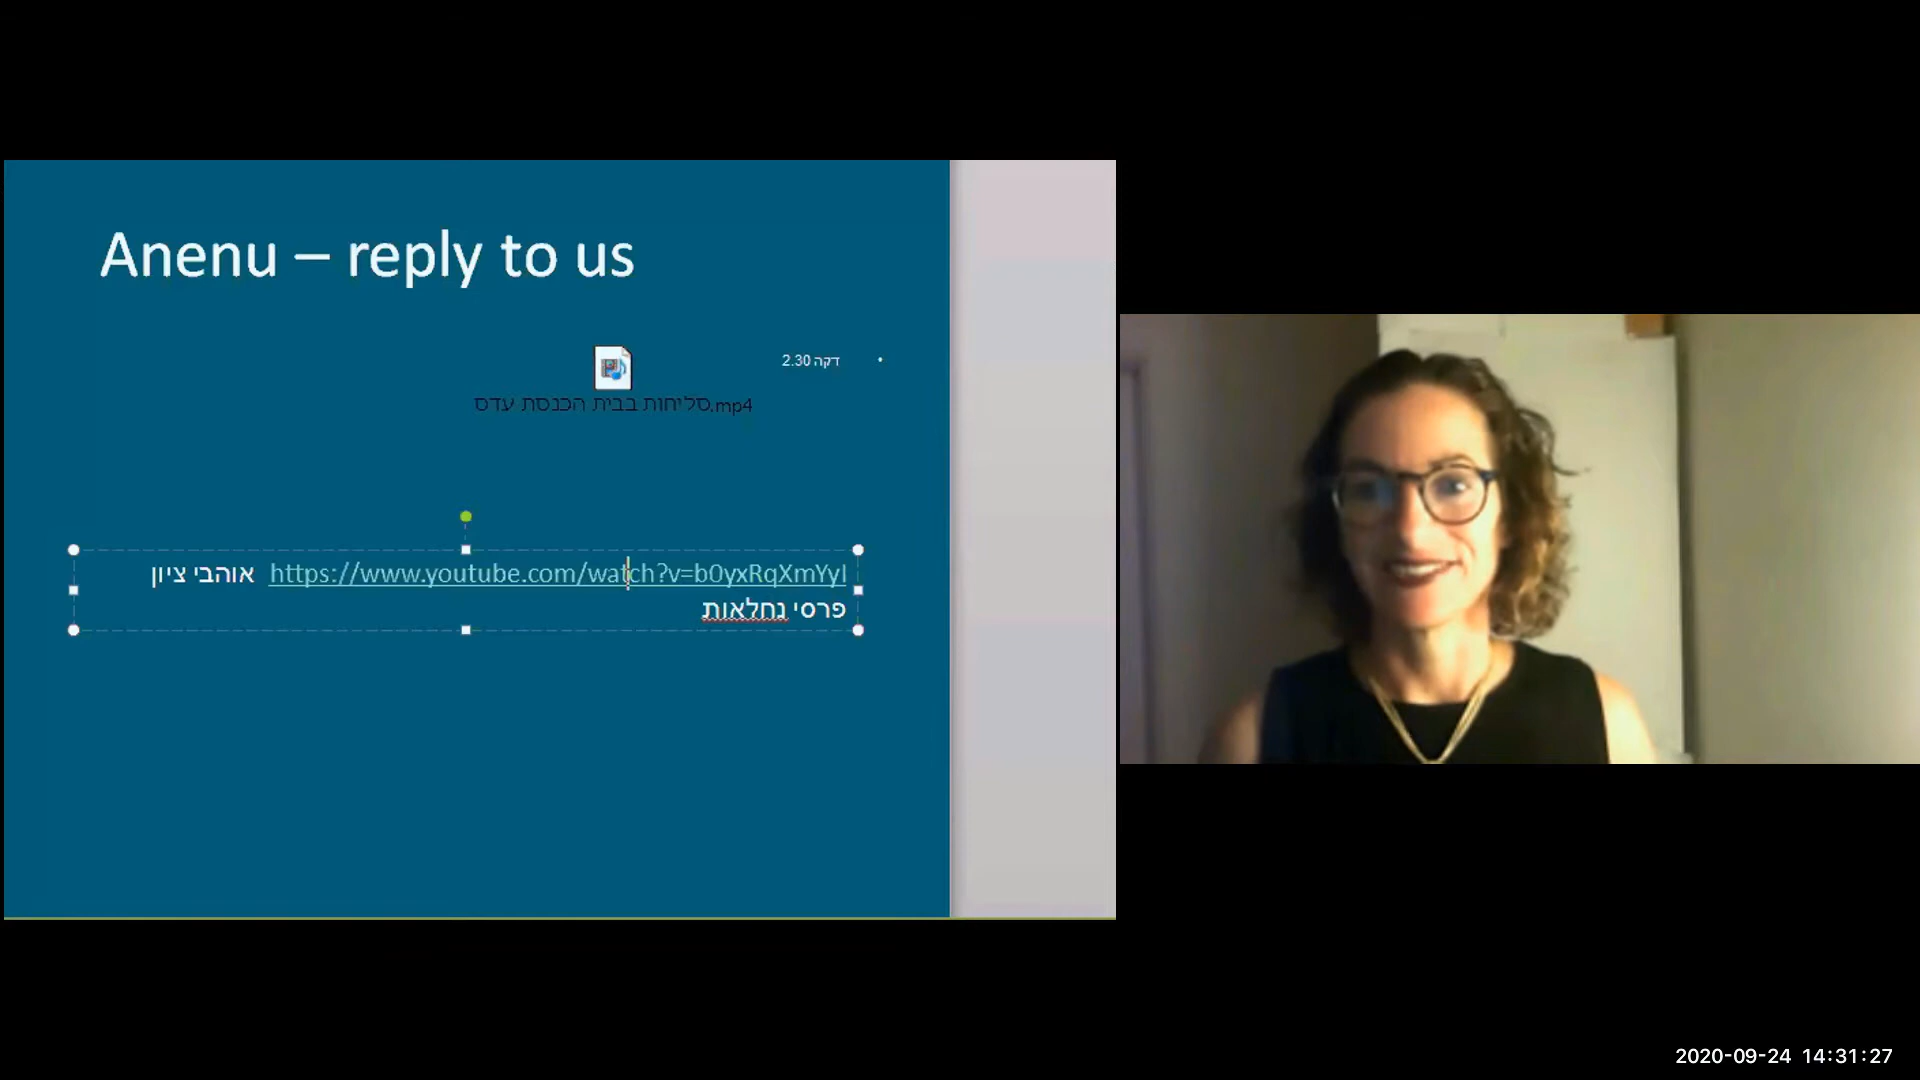 Anenu – reply to us
דקה 2.30
סליחות בבית הכנסת עדס.mp4
https://www.youtube.com/watch?v=b0yxRqXmYyI אוהבי ציון
פרסי נחלאות
2020-09-24 14:31:27